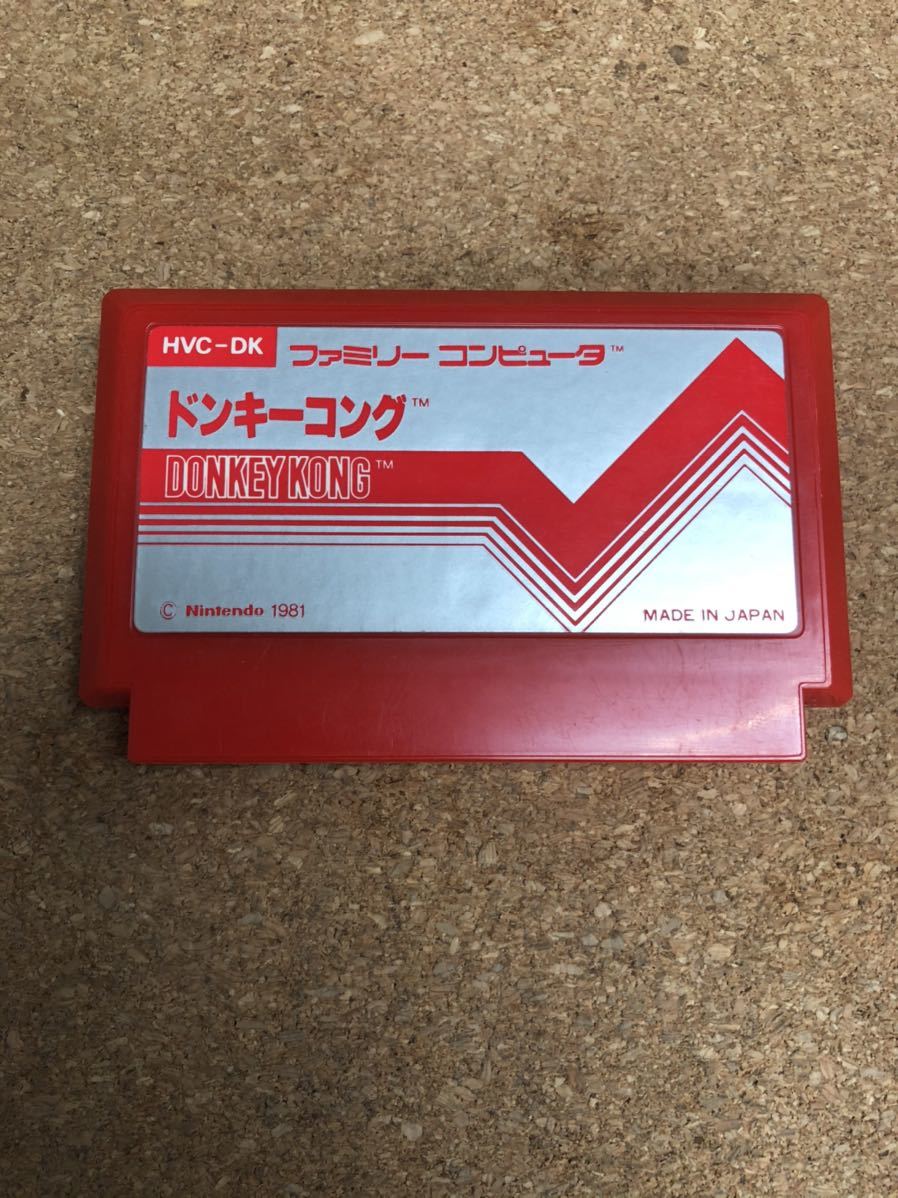 HVC-DK ファミリー コンピュータ™
ドンキーコング™
DONKEY KONG™
© Nintendo 1981
MADE IN JAPAN